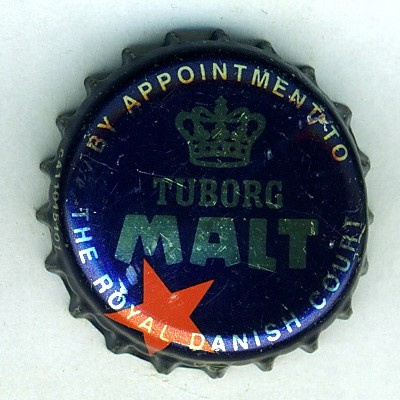 BY APPOINTMENT TO
TUBORG
MALT
THE ROYAL DANISH COURT